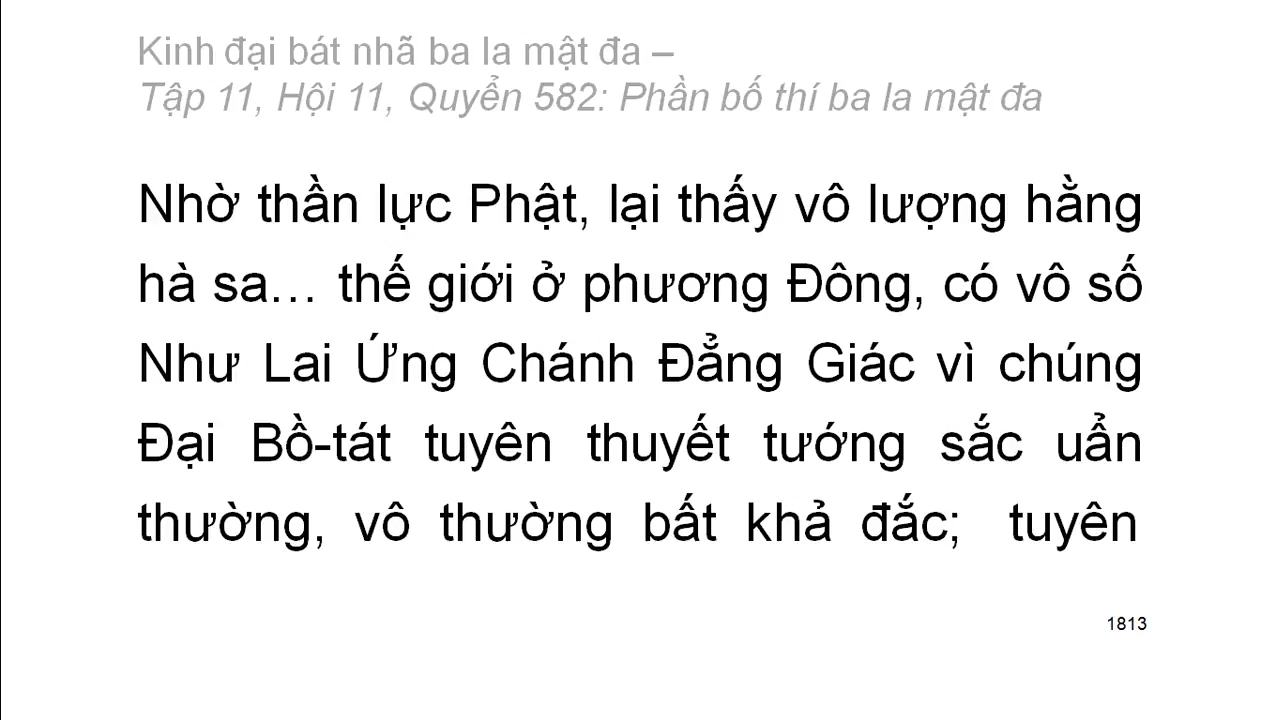 Kinh đại bát nhã ba la mật đa –
Tập 11, Hội 11, Quyển 582: Phần bố thí ba la mật đa
Nhờ thần lực Phật, lại thấy vô lượng hằng
hà sa… thế giới ở phương Đông, có vô số
Như Lai Ứng Chánh Đẳng Giác vì chúng
Đại Bồ-tát tuyên thuyết tướng sắc uẩn
thường, vô thường bất khả đắc; tuyên
1813